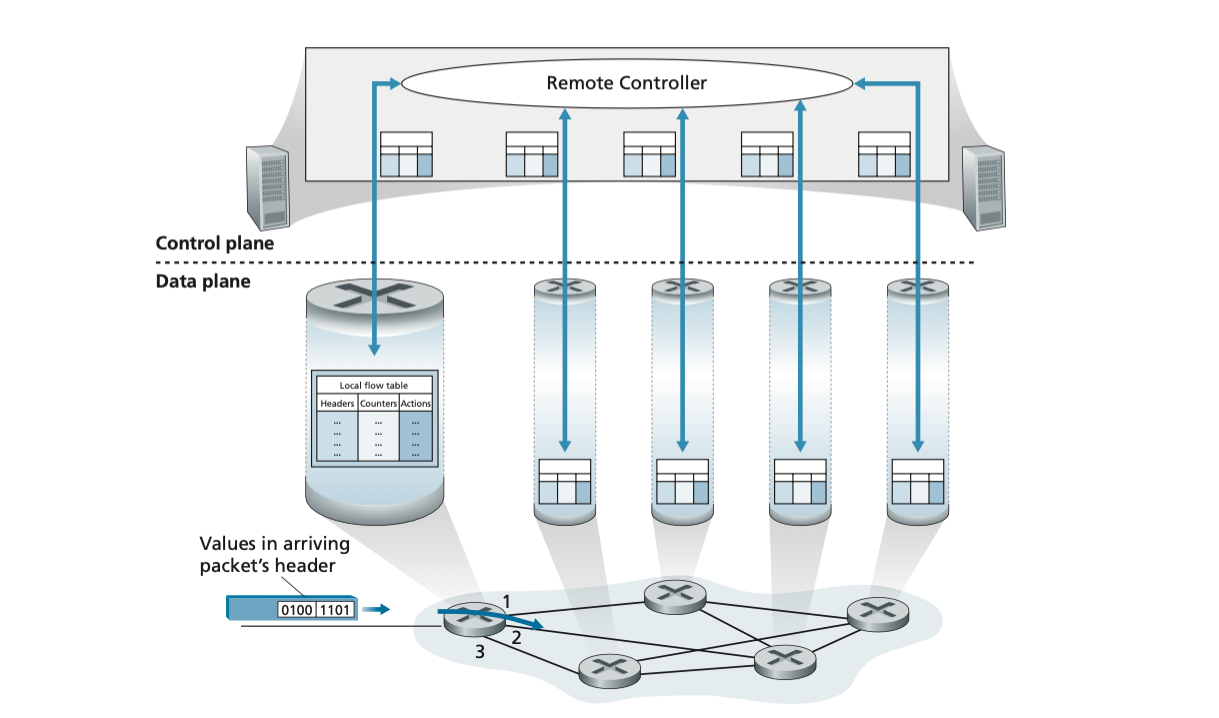 Remote Controller
Control plane
Data plane
Local flow table
Headers Counters Actions
... ... ...
... ... ...
... ... ...
... ... ...
Values in arriving
packet's header
0100 1101
1
2
3